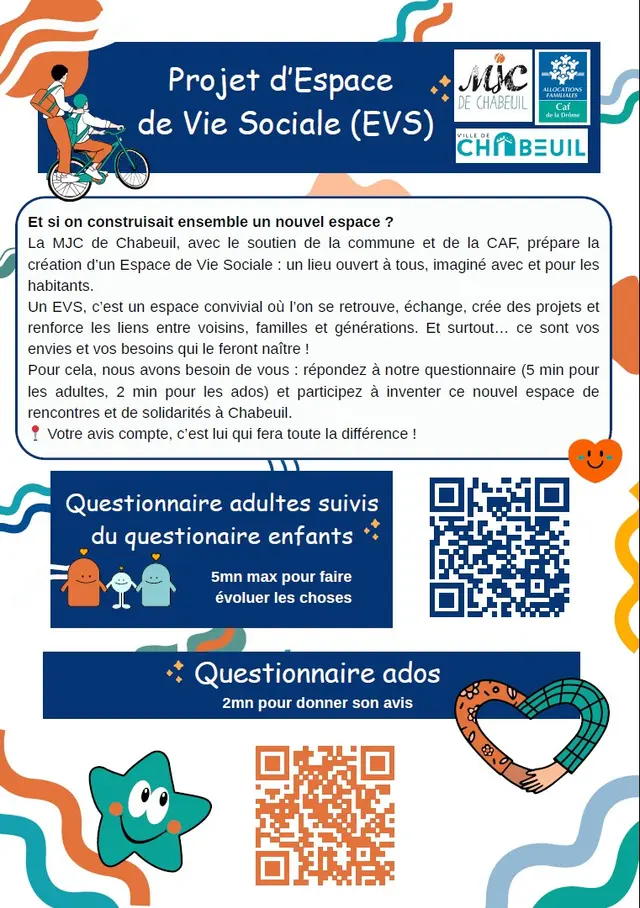 Projet d'Espace
de Vie Sociale (EVS)
MJC
DE CHABEUIL
ALLOCATIONS
FAMILIALES
Caf
de la Drôme
VILLE DE
CHABEUIL
Et si on construisait ensemble un nouvel espace ?
La MJC de Chabeuil, avec le soutien de la commune et de la CAF, prépare la
création d'un Espace de Vie Sociale : un lieu ouvert à tous, imaginé avec et pour les
habitants.
Un EVS, c'est un espace convivial où l'on se retrouve, échange, crée des projets et
renforce les liens entre voisins, familles et générations. Et surtout… ce sont vos
envies et vos besoins qui le feront naître !
Pour cela, nous avons besoin de vous : répondez à notre questionnaire (5 min pour
les adultes, 2 min pour les ados) et participez à inventer ce nouvel espace de
rencontres et de solidarités à Chabeuil.
📍 Votre avis compte, c'est lui qui fera toute la différence !
Questionnaire adultes suivis
du questionaire enfants
5mn max pour faire
évoluer les choses
Questionnaire ados
2mn pour donner son avis